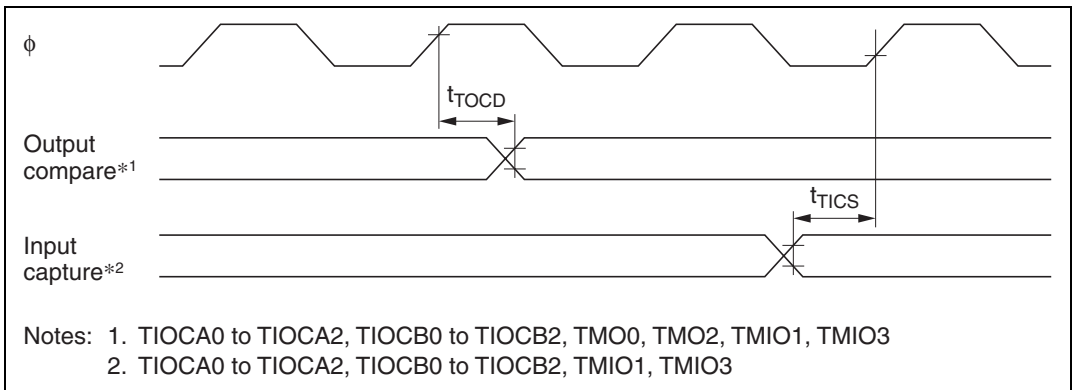 ϕ
tTOCD
Output
compare*1
tTICS
Input
capture*2
Notes: 1. TIOCA0 to TIOCA2, TIOCB0 to TIOCB2, TMO0, TMO2, TMIO1, TMIO3
2. TIOCA0 to TIOCA2, TIOCB0 to TIOCB2, TMIO1, TMIO3